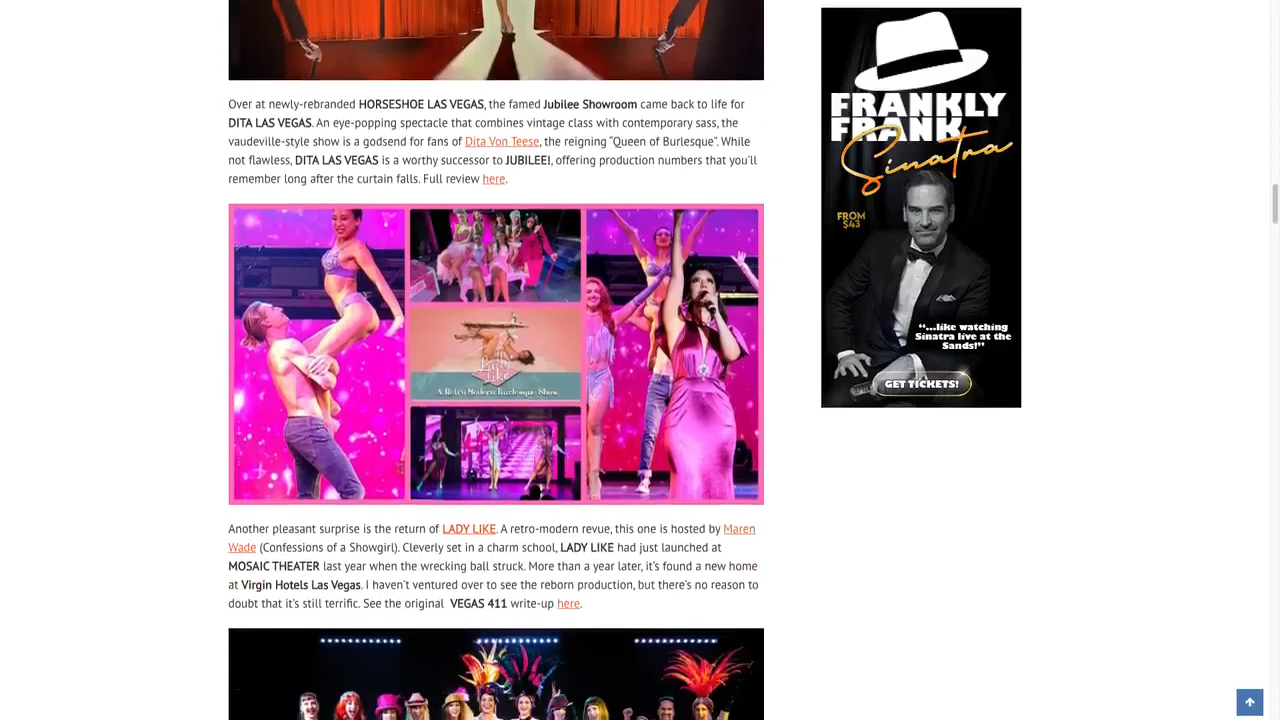 Over at newly-rebranded HORSESHOE LAS VEGAS, the famed Jubilee Showroom came back to life for
DITA LAS VEGAS. An eye-popping spectacle that combines vintage class with contemporary sass, the
vaudeville-style show is a godsend for fans of Dita Von Teese, the reigning “Queen of Burlesque”. While
not flawless, DITA LAS VEGAS is a worthy successor to JUBILEE!, offering production numbers that you'll
remember long after the curtain falls. Full review here.
Lady
Like
A Retro Modern Burlesque Show
Another pleasant surprise is the return of LADY LIKE. A retro-modern revue, this one is hosted by Maren
Wade (Confessions of a Showgirl). Cleverly set in a charm school, LADY LIKE had just launched at
MOSAIC THEATER last year when the wrecking ball struck. More than a year later, it's found a new home
at Virgin Hotels Las Vegas. I haven't ventured over to see the reborn production, but there's no reason to
doubt that it's still terrific. See the original VEGAS 411 write-up here.
FRANKLY
FRANK
Sinatra
FROM
$43
“...like watching
Sinatra live at the
Sands!”
GET TICKETS!